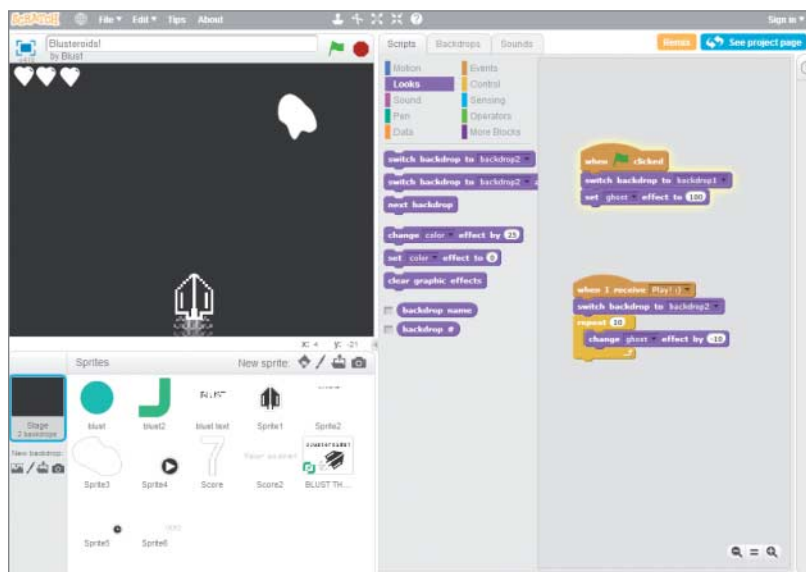 SCRATCH File ▾ Edit ▾ Tips About Sign in ▾
Blusteroids!
by Blust
Scripts Backdrops Sounds
Remix See project page
Motion Events
Looks Control
Sound Sensing
Pen Operators
Data More Blocks
switch backdrop to backdrop2
switch backdrop to backdrop2
next backdrop
change color effect by 25
set color effect to 0
clear graphic effects
backdrop name
backdrop #
when clicked
switch backdrop to backdrop1
set ghost effect to 100
when I receive Play! :)
switch backdrop to backdrop2
repeat 10
change ghost effect by -10
x: 4 y: -21
Sprites New sprite:
Stage
2 backdrops
New backdrop:
blust blust2 blust text Sprite1 Sprite2
7
Sprite3 Sprite4 Score Score2 BLUST TH...
Sprite5 Sprite6